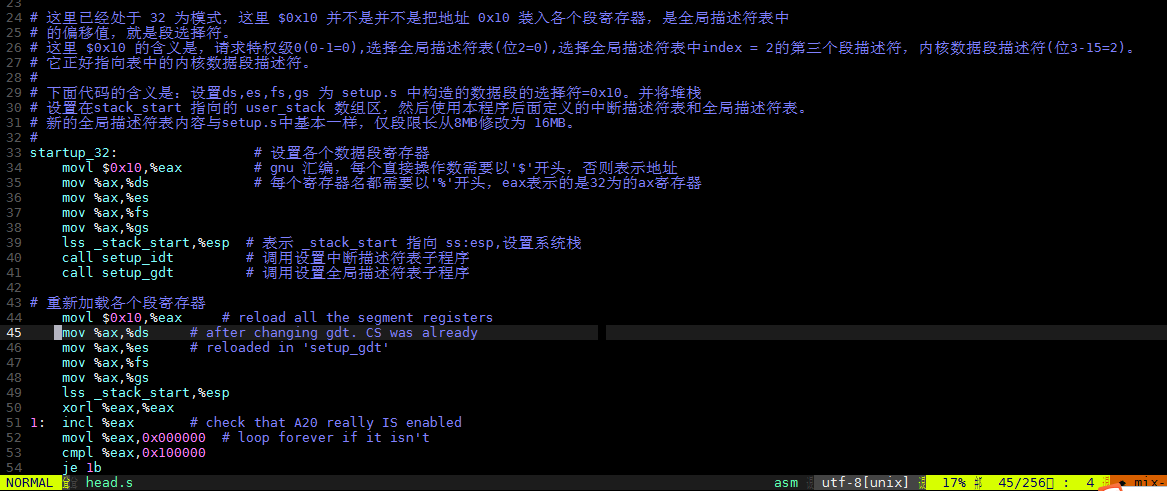 23
24 # 这里已经处于 32 为模式，这里 $0x10 并不是并不是把地址 0x10 装入各个段寄存器，是全局描述符表中
25 # 的偏移值，就是段选择符。
26 # 这里 $0x10 的含义是，请求特权级0(0-1=0),选择全局描述符表(位2=0),选择全局描述符表中index = 2的第三个段描述符，内核数据段描述符(位3-15=2)。
27 # 它正好指向表中的内核数据段描述符。
28 #
29 # 下面代码的含义是: 设置ds,es,fs,gs 为 setup.s 中构造的数据段的选择符=0x10。并将堆栈
30 # 设置在stack_start 指向的 user_stack 数组区，然后使用本程序后面定义的中断描述符表和全局描述符表。
31 # 新的全局描述符表内容与setup.s中基本一样，仅段限长从8MB修改为 16MB。
32 #
33 startup_32: # 设置各个数据段寄存器
34 movl $0x10,%eax # gnu 汇编，每个直接操作数需要以'$'开头，否则表示地址
35 mov %ax,%ds # 每个寄存器名都需要以'%'开头，eax表示的是32为的ax寄存器
36 mov %ax,%es
37 mov %ax,%fs
38 mov %ax,%gs
39 lss _stack_start,%esp # 表示 _stack_start 指向 ss:esp,设置系统栈
40 call setup_idt # 调用设置中断描述符表子程序
41 call setup_gdt # 调用设置全局描述符表子程序
42
43 # 重新加载各个段寄存器
44 movl $0x10,%eax # reload all the segment registers
45 mov %ax,%ds # after changing gdt. CS was already
46 mov %ax,%es # reloaded in 'setup_gdt'
47 mov %ax,%fs
48 mov %ax,%gs
49 lss _stack_start,%esp
50 xorl %eax,%eax
51 1: incl %eax # check that A20 really IS enabled
52 movl %eax,0x000000 # loop forever if it isn't
53 cmpl %eax,0x100000
54 je 1b
NORMAL head.s asm utf-8[unix] 17% 45/256 : 4 mix-